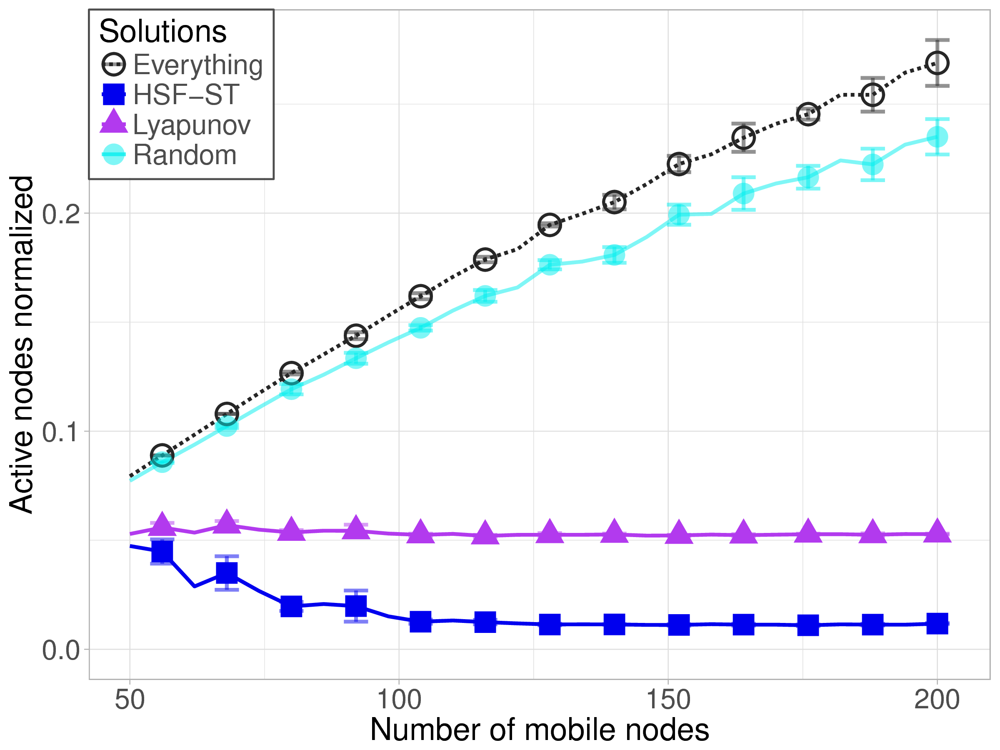 Solutions
Everything
HSF−ST
Lyapunov
Random
Active nodes normalized
0.2
0.1
0.0
50 100 150 200
Number of mobile nodes